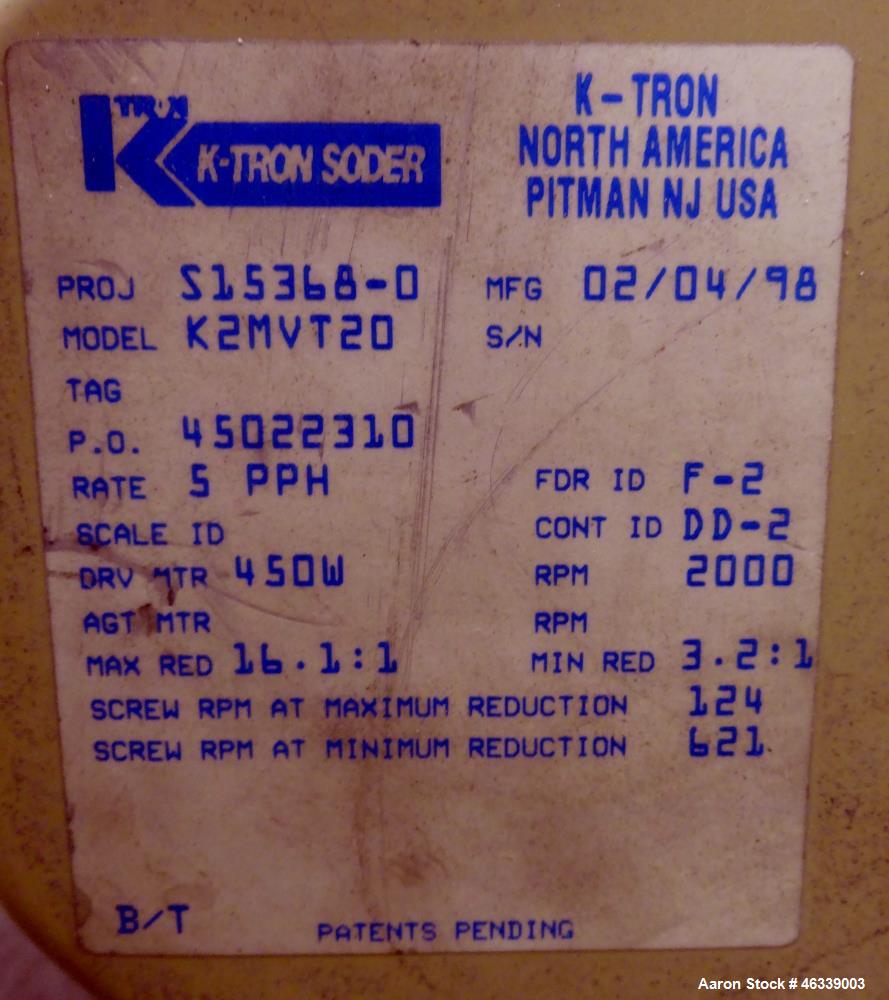 K-TRON
K-TRON SODER
K-TRON
NORTH AMERICA
PITMAN NJ USA
PROJ S15368-0 MFG 02/04/98
MODEL K2MVT20 S/N
TAG
P.O. 45022310
RATE 5 PPH FDR ID F-2
SCALE ID CONT ID DD-2
DRV MTR 450W RPM 2000
AGT MTR RPM
MAX RED 16.1:1 MIN RED 3.2:1
SCREW RPM AT MAXIMUM REDUCTION 124
SCREW RPM AT MINIMUM REDUCTION 621
B/T PATENTS PENDING
Aaron Stock # 46339003